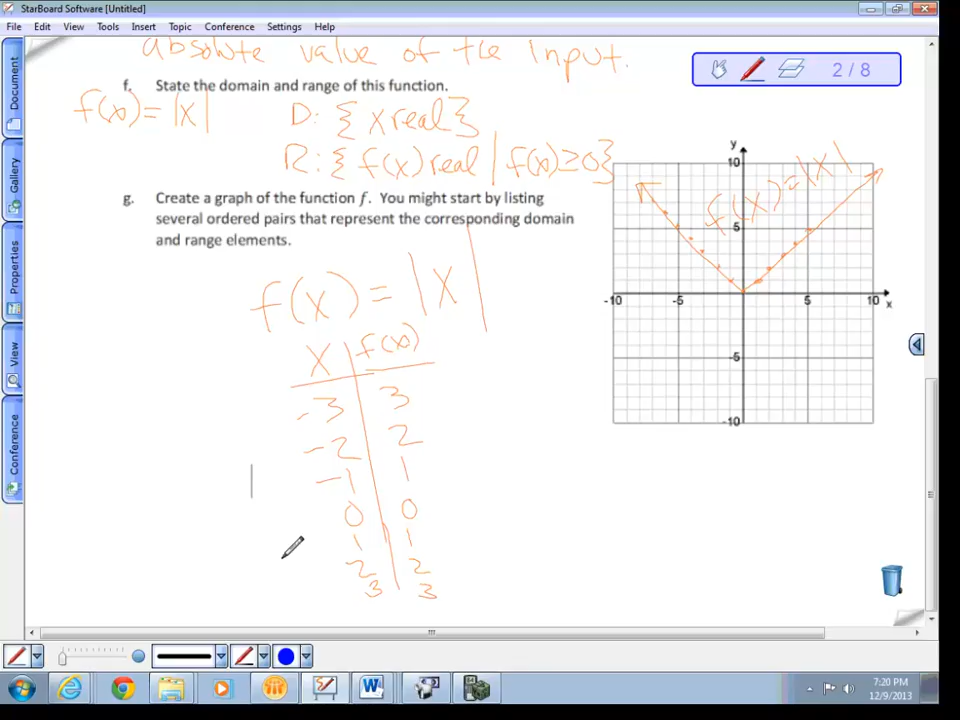 StarBoard Software [Untitled]
File Edit View Tools Insert Topic Conference Settings Help
Document
Gallery
Properties
View
Conference
2 / 8
absolute value of the input.
f. State the domain and range of this function.
f(x) = |x| D: { x real }
R: { f(x) real | f(x) ≥ 0 }
g. Create a graph of the function f. You might start by listing
several ordered pairs that represent the corresponding domain
and range elements.
f(x) = |x|
x f(x)
-3 3
-2 2
-1 1
0 0
1 1
2 2
3 3
y
10
f(x) = |x|
5
-10 -5 5 10 x
-5
-10
7:20 PM
12/9/2013